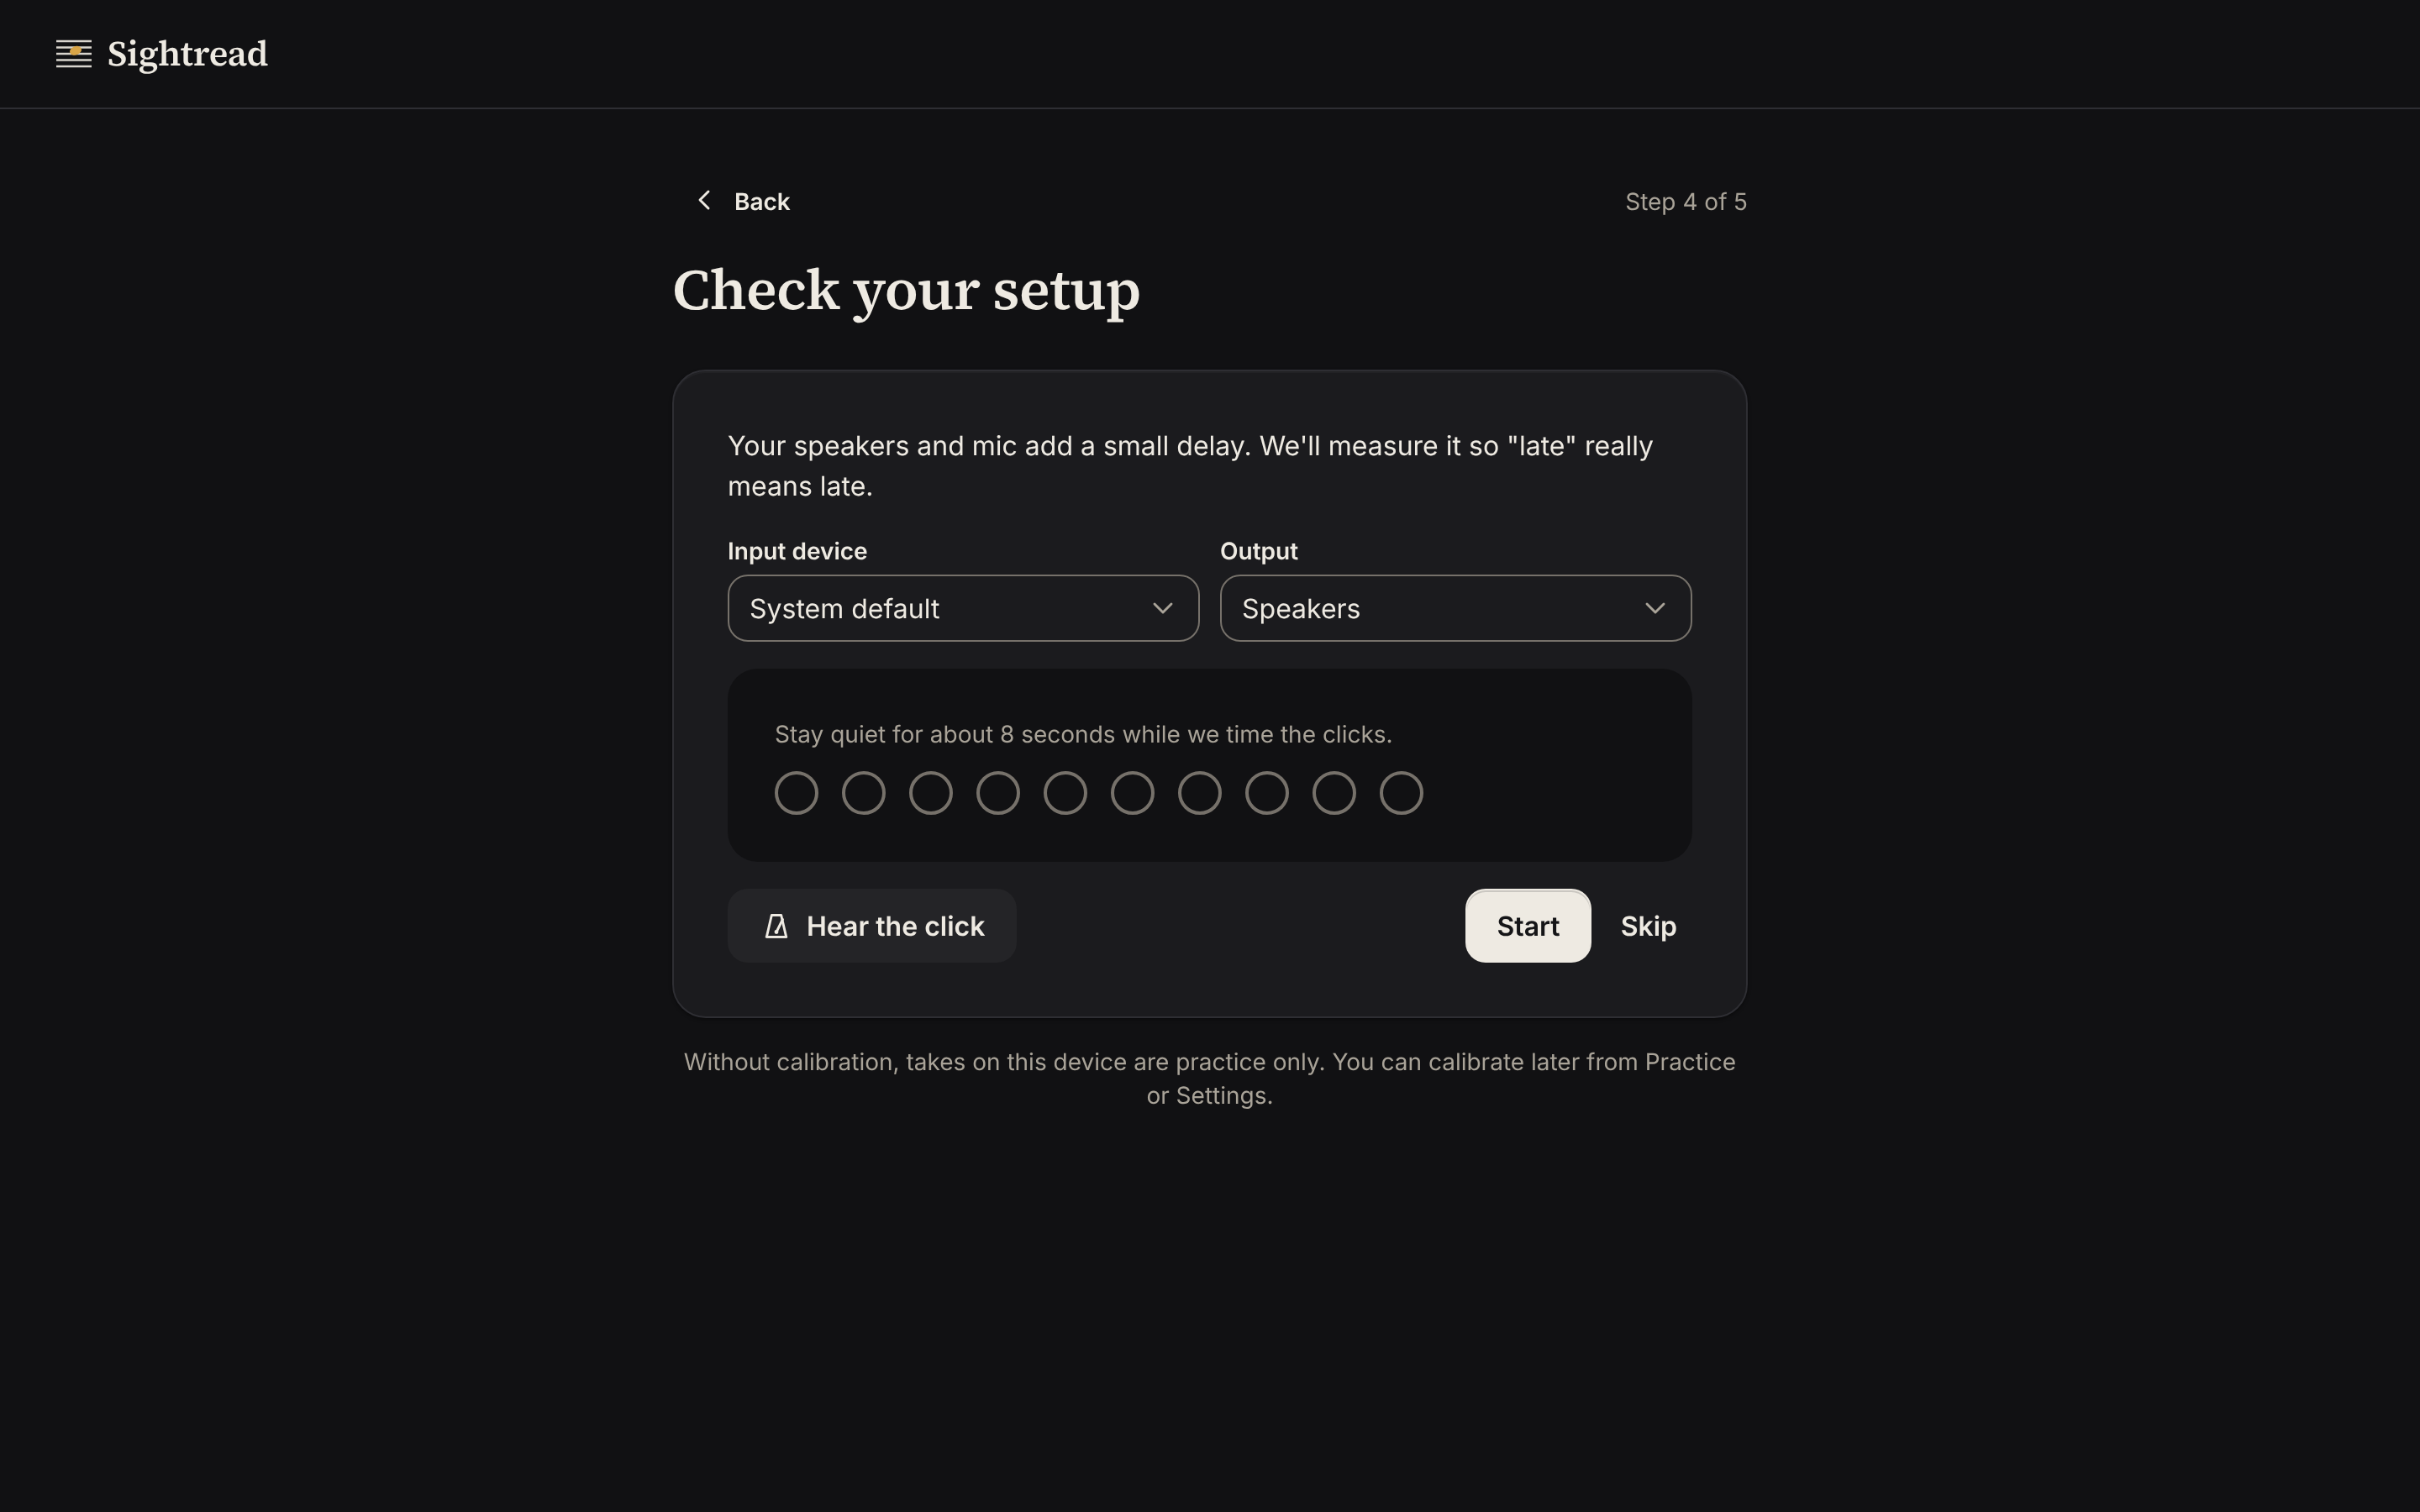 Sightread
Back
Step 4 of 5
Check your setup
Your speakers and mic add a small delay. We'll measure it so "late" really
means late.
Input device
Output
System default
Speakers
Stay quiet for about 8 seconds while we time the clicks.
Hear the click
Start
Skip
Without calibration, takes on this device are practice only. You can calibrate later from Practice
or Settings.